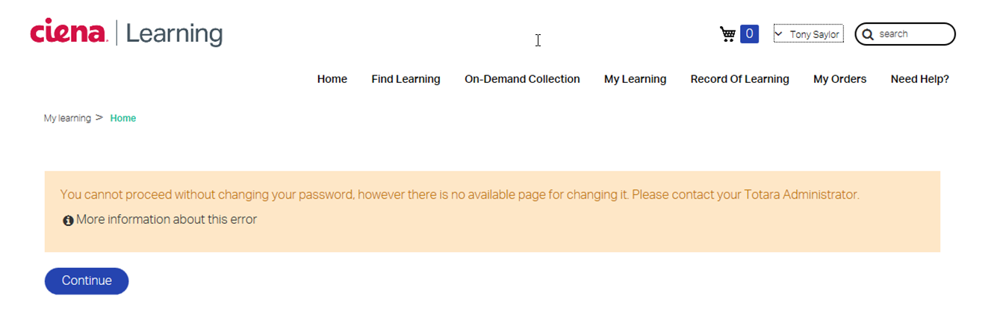 ciena. | Learning
0
Tony Saylor
search
Home Find Learning On-Demand Collection My Learning Record Of Learning My Orders Need Help?
My learning > Home
You cannot proceed without changing your password, however there is no available page for changing it. Please contact your Totara Administrator.
More information about this error
Continue